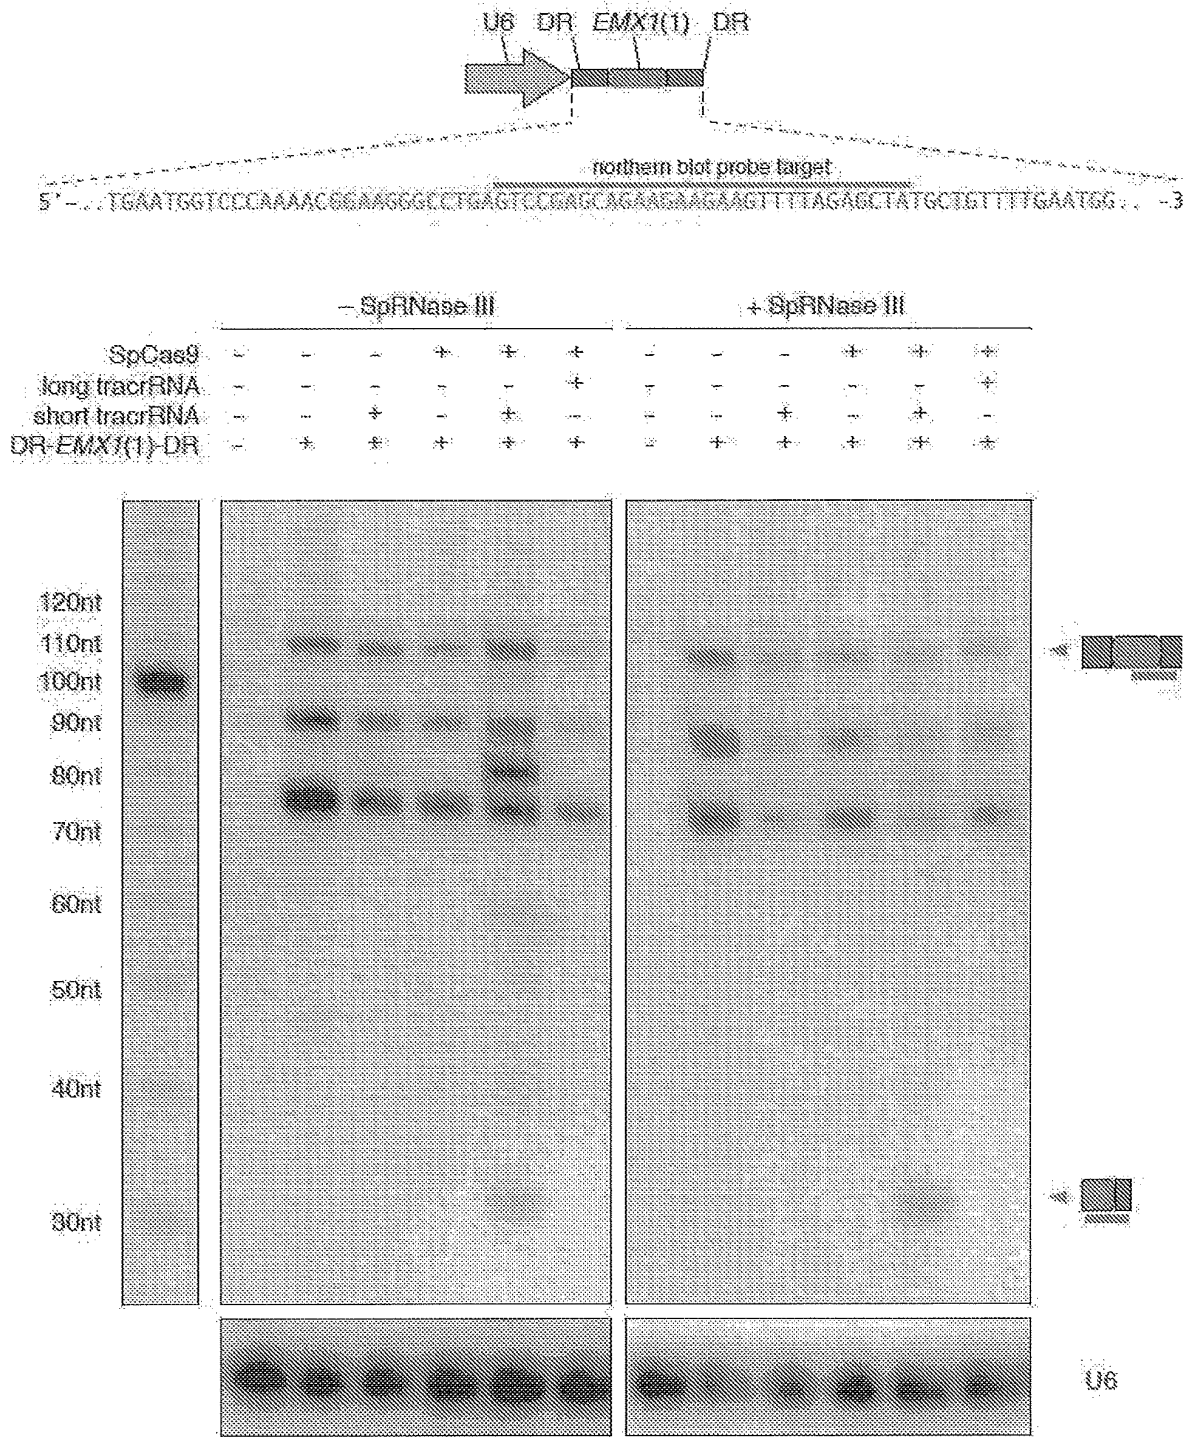 U6 DR EMX1(1) DR
northern blot probe target
5'-..TGAATGGTCCCAAAACGGAAGGGCCTGAGTCCGAGCAGAAGAAGAAGTTTTAGAGCTATGCTGTTTTGAATGG.. -3
− SpRNase III + SpRNase III
SpCas9 - - - + + + - - - + + +
long tracrRNA - - - - - + - - - - - +
short tracrRNA - - + - + - - - + - + -
DR-EMX1(1)-DR - + + + + + - + + + + +
120nt
110nt
100nt
90nt
80nt
70nt
60nt
50nt
40nt
30nt
U6